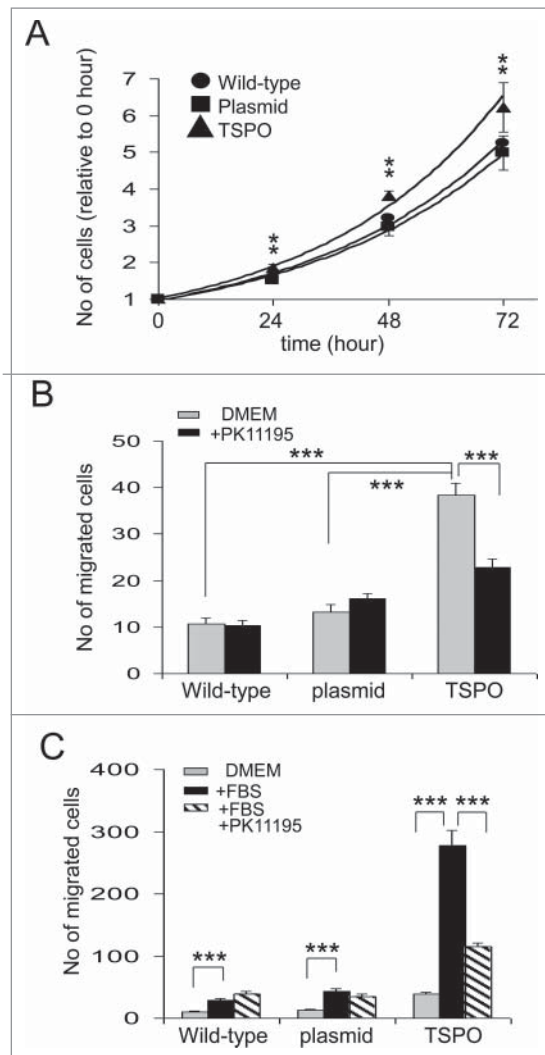 A
No of cells (relative to 0 hour)
7
6
5
4
3
2
1
Wild-type
Plasmid
TSPO
**
**
**
0 24 48 72
time (hour)
B
DMEM
+PK11195
No of migrated cells
50
40
30
20
10
0
***
***
***
Wild-type plasmid TSPO
C
DMEM
+FBS
+FBS
+PK11195
No of migrated cells
400
300
200
100
0
***
***
*** ***
Wild-type plasmid TSPO